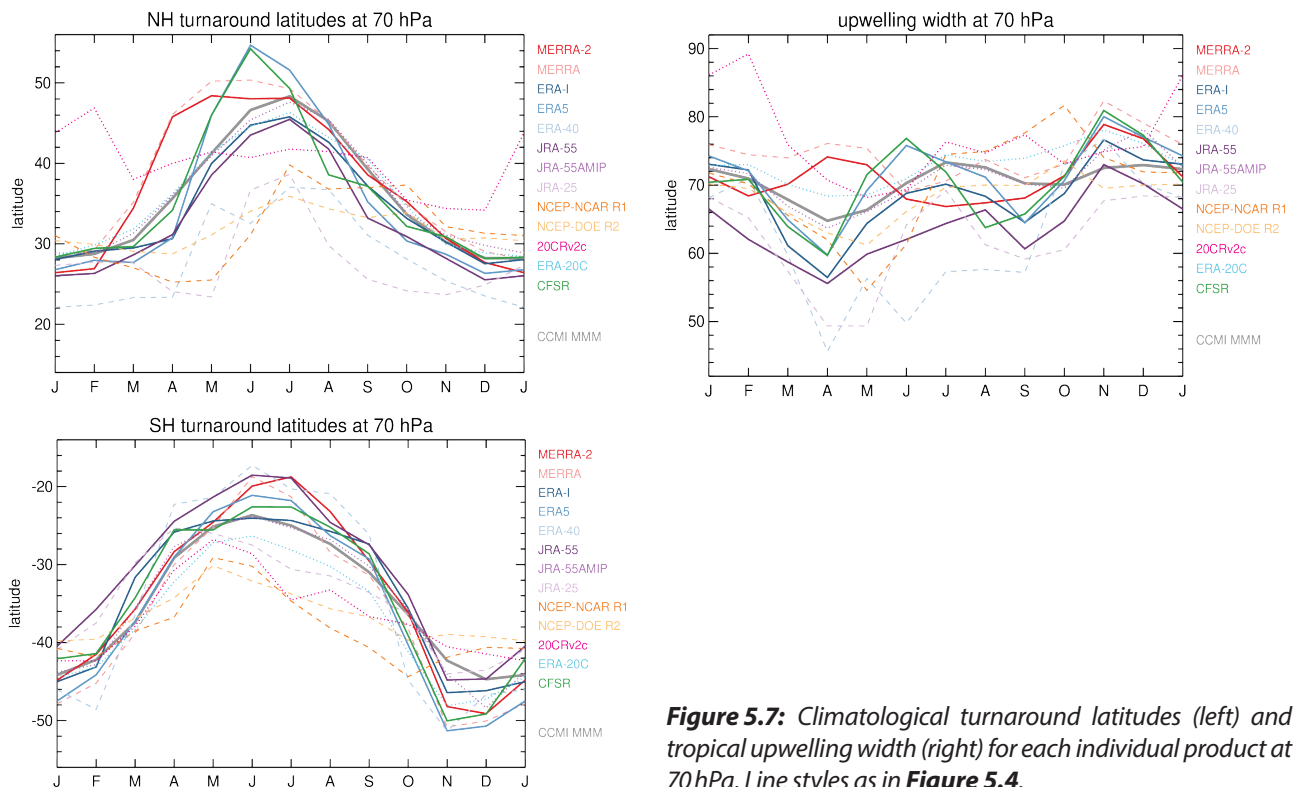 NH turnaround latitudes at 70 hPa
latitude
50
40
30
20
J F M A M J J A S O N D J
MERRA-2
MERRA
ERA-I
ERA5
ERA-40
JRA-55
JRA-55AMIP
JRA-25
NCEP-NCAR R1
NCEP-DOE R2
20CRv2c
ERA-20C
CFSR
CCMI MMM
upwelling width at 70 hPa
latitude
90
80
70
60
50
J F M A M J J A S O N D J
MERRA-2
MERRA
ERA-I
ERA5
ERA-40
JRA-55
JRA-55AMIP
JRA-25
NCEP-NCAR R1
NCEP-DOE R2
20CRv2c
ERA-20C
CFSR
CCMI MMM
SH turnaround latitudes at 70 hPa
latitude
-20
-30
-40
-50
J F M A M J J A S O N D J
MERRA-2
MERRA
ERA-I
ERA5
ERA-40
JRA-55
JRA-55AMIP
JRA-25
NCEP-NCAR R1
NCEP-DOE R2
20CRv2c
ERA-20C
CFSR
CCMI MMM
Figure 5.7: Climatological turnaround latitudes (left) and
tropical upwelling width (right) for each individual product at
70 hPa. Line styles as in Figure 5.4.